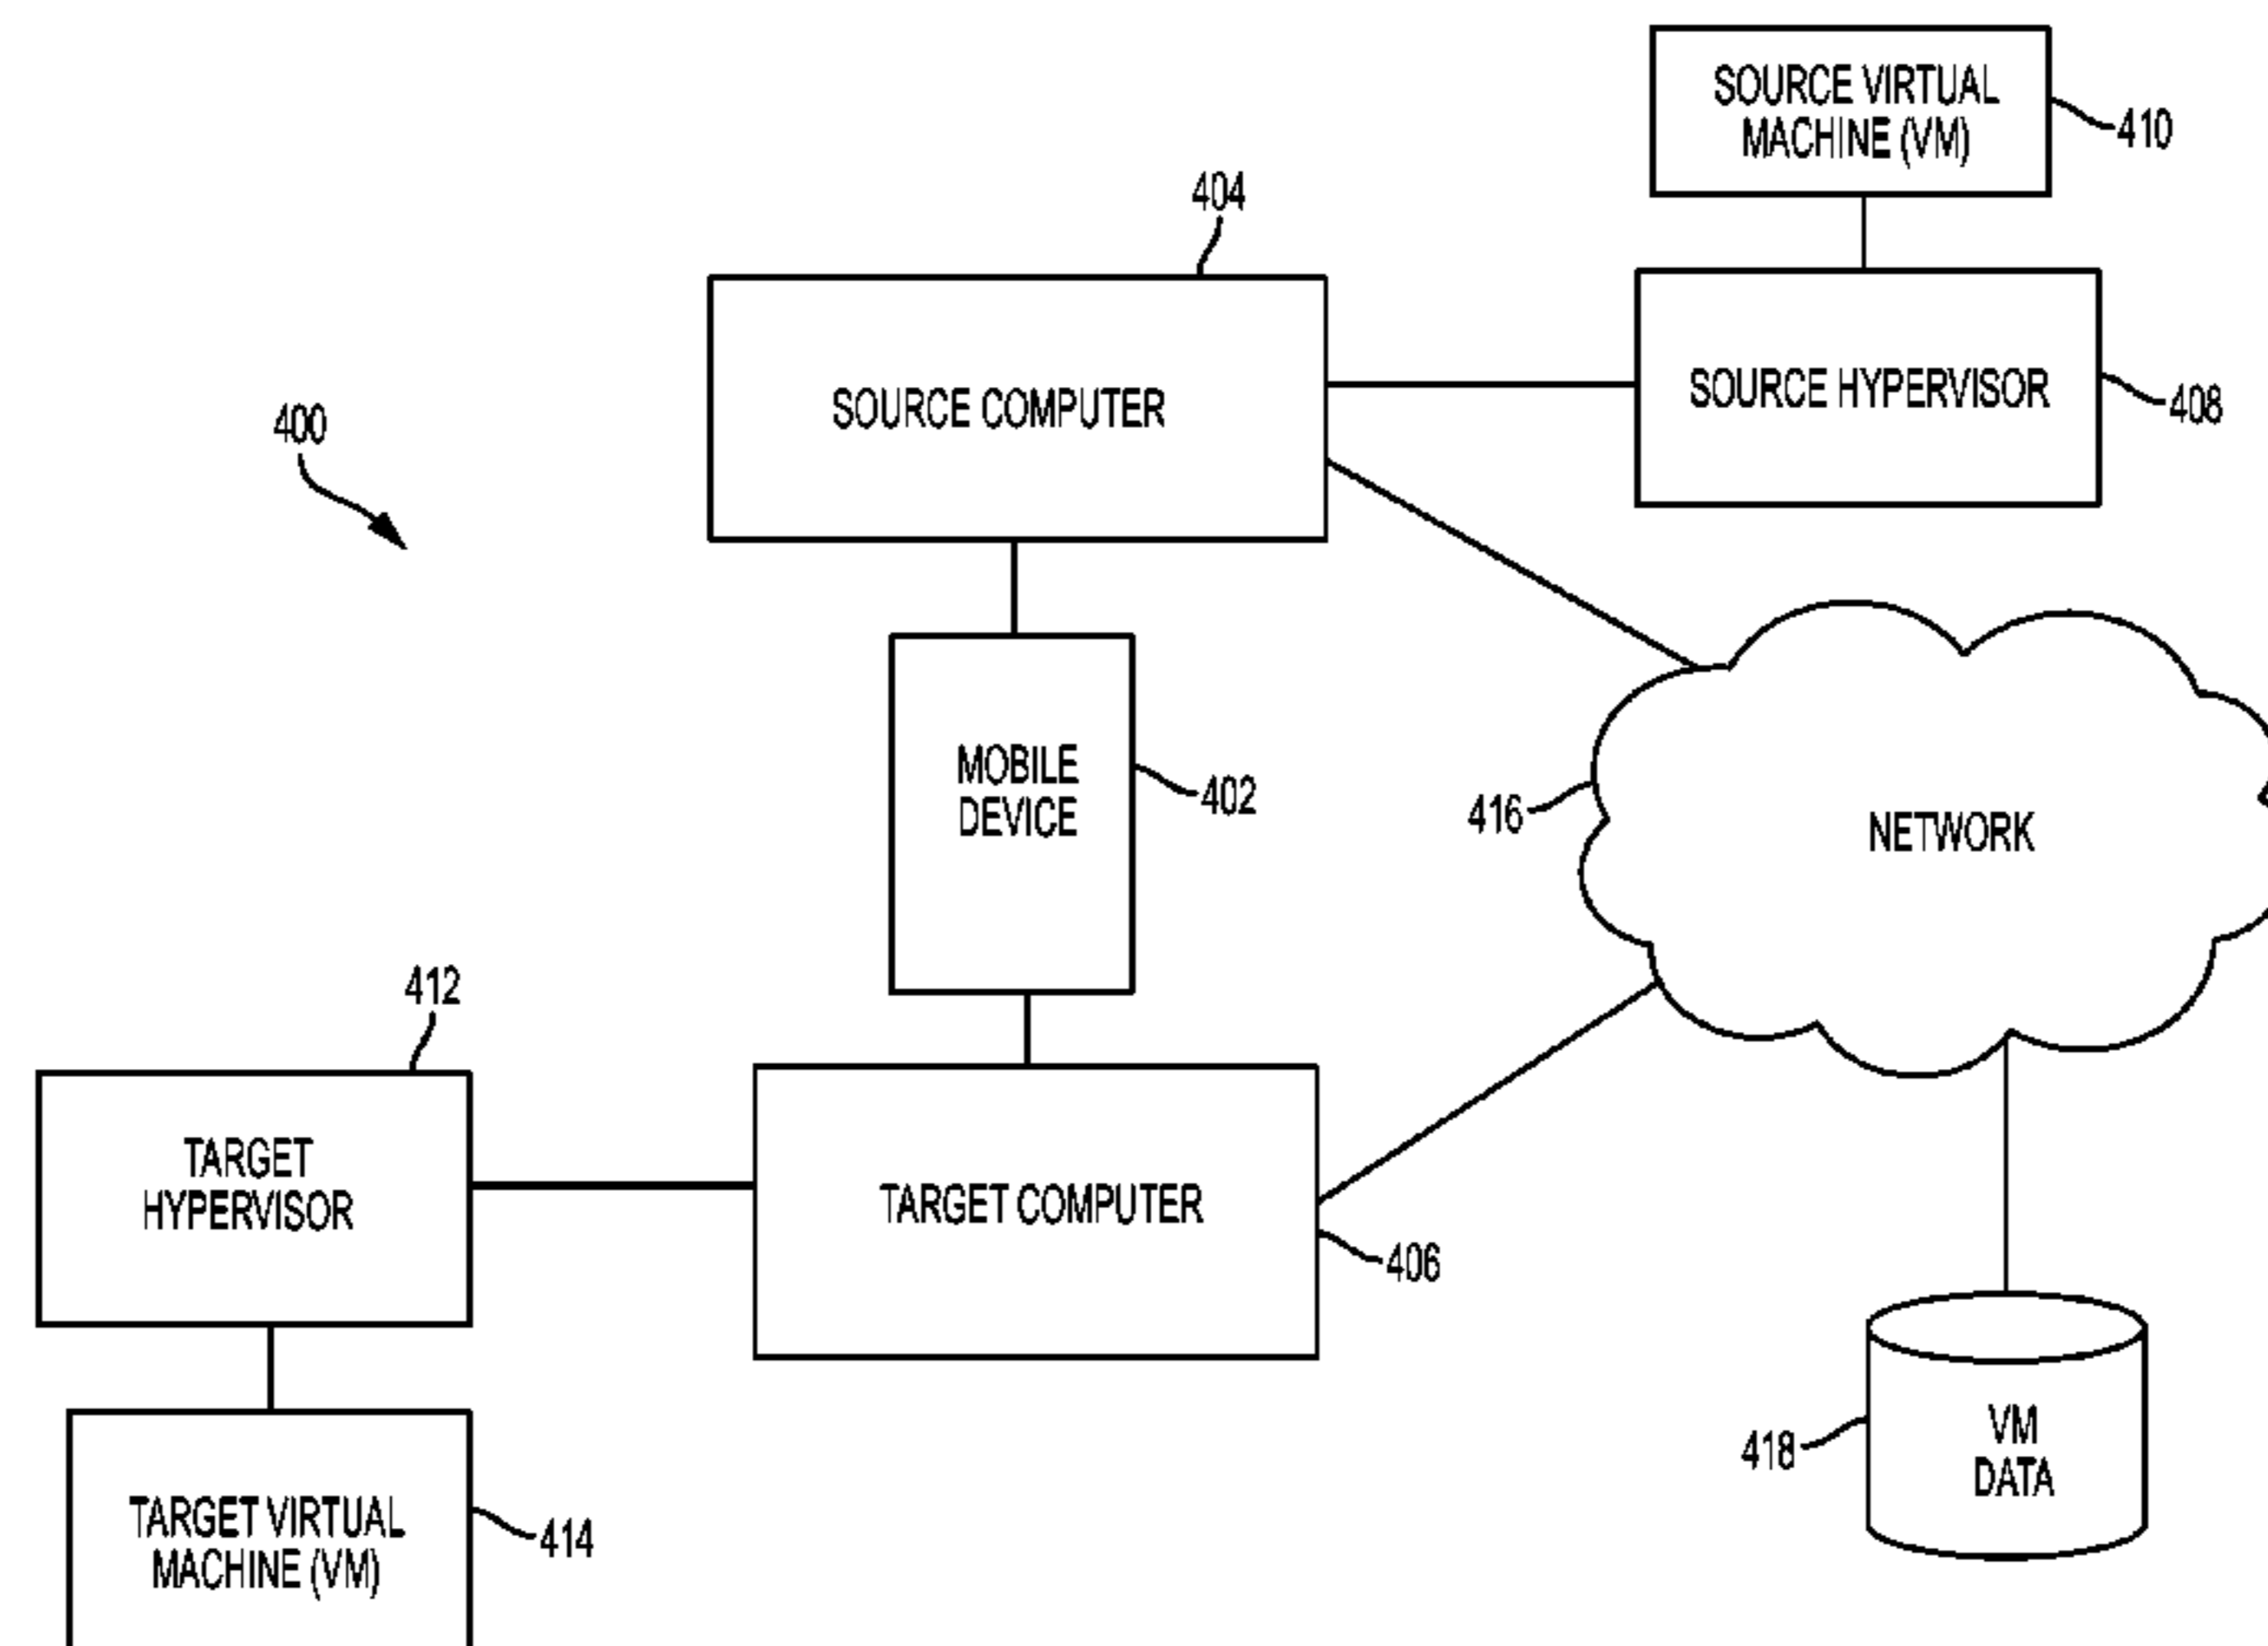 SOURCE VIRTUAL
MACHINE (VM)
410
404
SOURCE COMPUTER
SOURCE HYPERVISOR
408
400
MOBILE
DEVICE
402
416
NETWORK
412
TARGET
HYPERVISOR
TARGET COMPUTER
406
TARGET VIRTUAL
MACHINE (VM)
414
418
VM
DATA